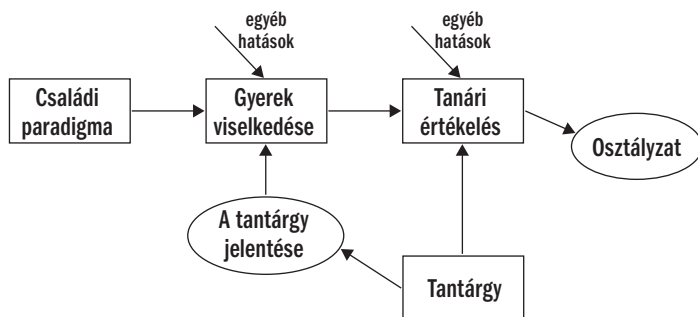 egyéb
hatások
egyéb
hatások
Családi
paradigma
Gyerek
viselkedése
Tanári
értékelés
Osztályzat
A tantárgy
jelentése
Tantárgy